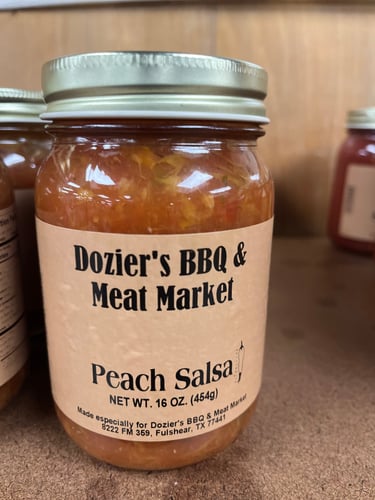 Dozier's BBQ &
Meat Market
Peach Salsa
NET WT. 16 OZ. (454g)
Made especially for Dozier's BBQ & Meat Market
8222 FM 359, Fulshear, TX 77441